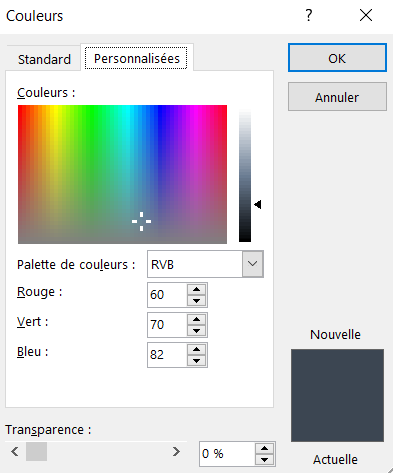 Couleurs
?
Standard
Personnalisées
OK
Annuler
Couleurs :
Palette de couleurs :
RVB
Rouge :
60
Vert :
70
Bleu :
82
Nouvelle
Actuelle
Transparence :
0 %